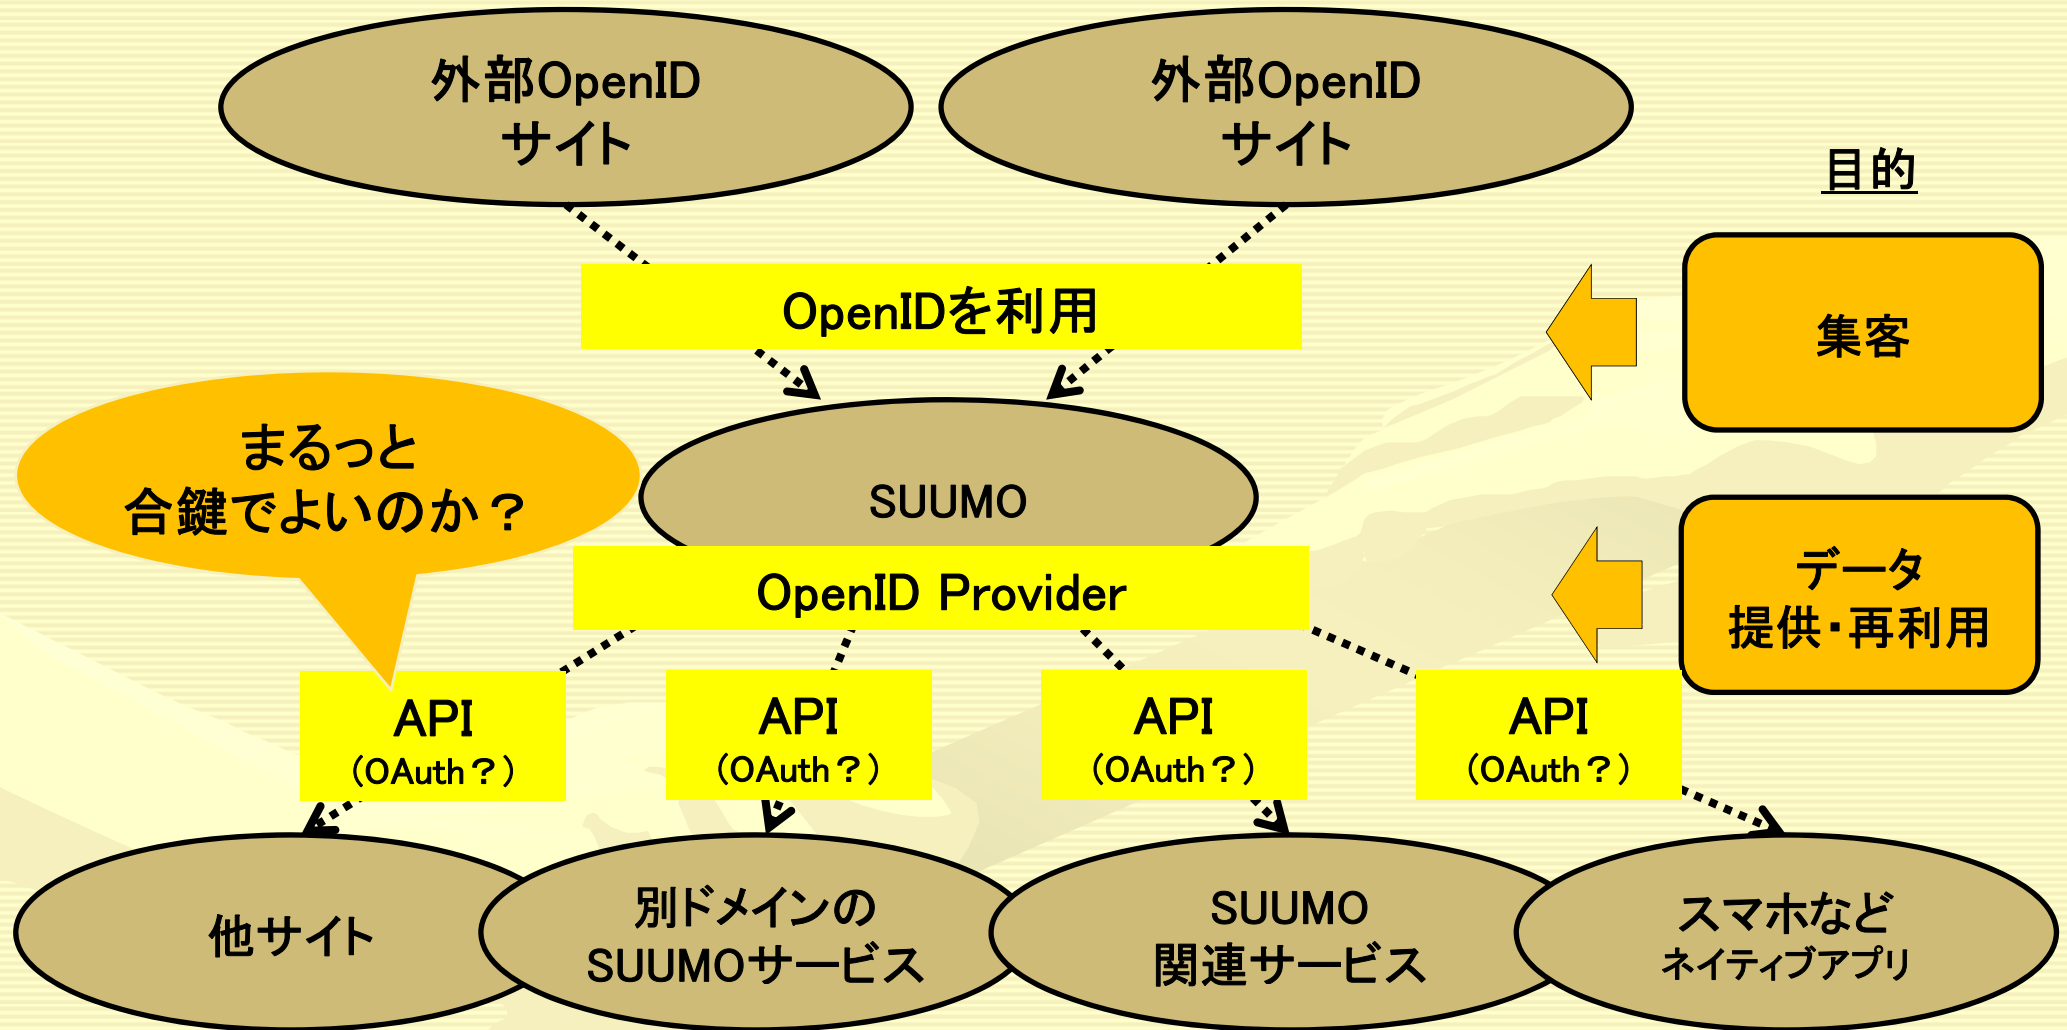 外部OpenID
サイト
外部OpenID
サイト
目的
OpenIDを利用
集客
まるっと
合鍵でよいのか？
SUUMO
OpenID Provider
データ
提供・再利用
API
（OAuth？）
API
（OAuth？）
API
（OAuth？）
API
（OAuth？）
他サイト
別ドメインの
SUUMOサービス
SUUMO
関連サービス
スマホなど
ネイティブアプリ